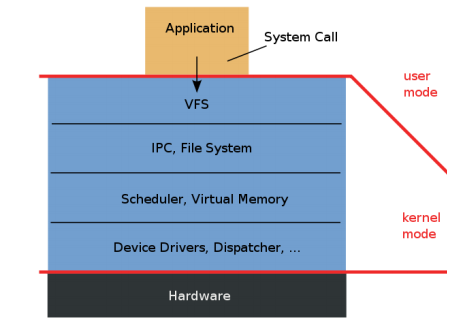 Application
System Call
user
mode
VFS
IPC, File System
Scheduler, Virtual Memory
kernel
mode
Device Drivers, Dispatcher, ...
Hardware